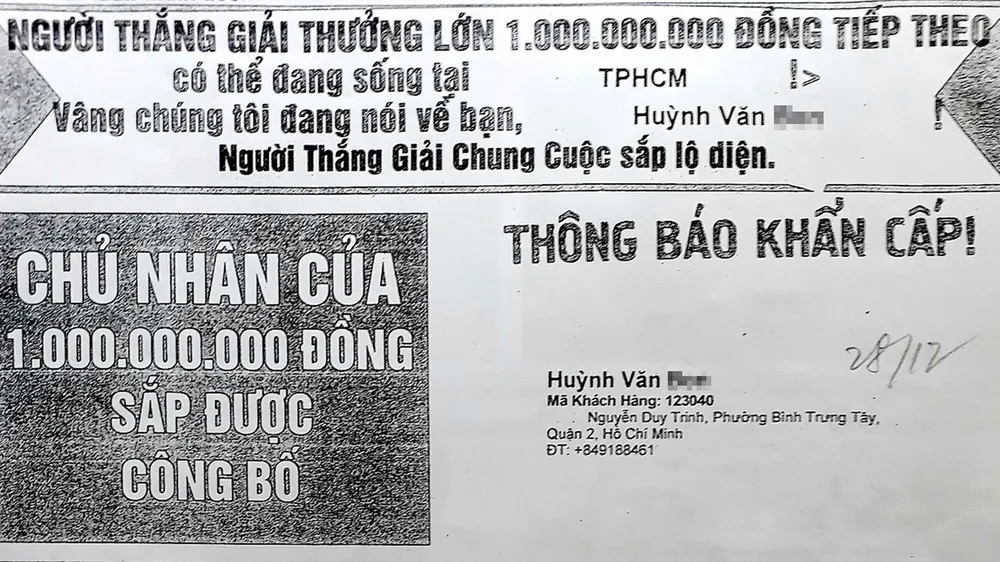 NGƯỜI THẮNG GIẢI THƯỞNG LỚN 1.000.000.000 ĐỒNG TIẾP THEO
có thể đang sống tại TPHCM !>
Vâng chúng tôi đang nói về bạn, Huỳnh Văn !
Người Thắng Giải Chung Cuộc sắp lộ diện.
CHỦ NHÂN CỦA
1.000.000.000 ĐỒNG
SẮP ĐƯỢC
CÔNG BỐ
THÔNG BÁO KHẨN CẤP!
28/12
Huỳnh Văn
Mã Khách Hàng: 123040
Nguyễn Duy Trinh, Phường Bình Trưng Tây,
Quận 2, Hồ Chí Minh
ĐT: +849188461